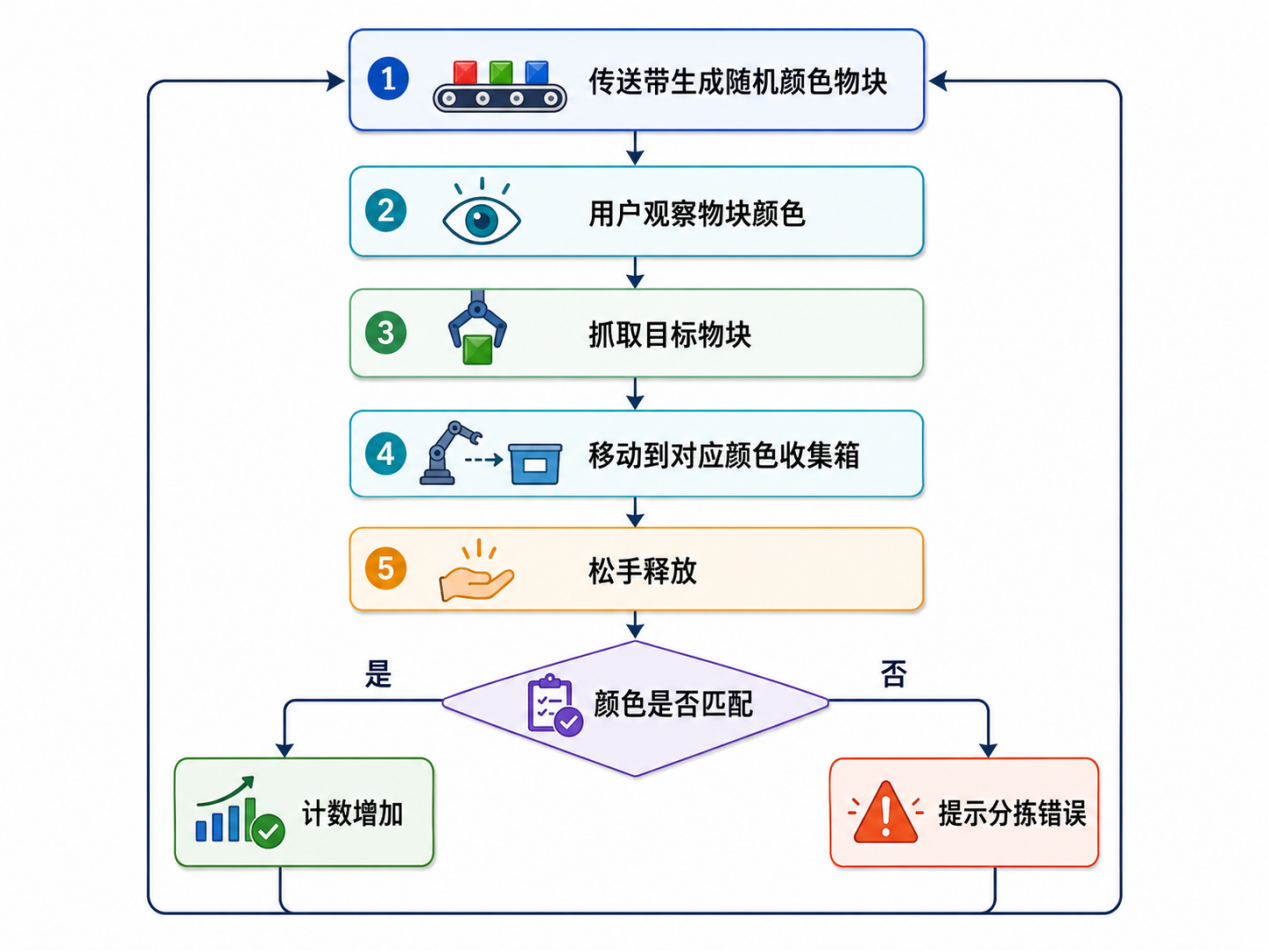 1 传送带生成随机颜色物块
2 用户观察物块颜色
3 抓取目标物块
4 移动到对应颜色收集箱
5 松手释放
颜色是否匹配
是
否
计数增加
提示分拣错误